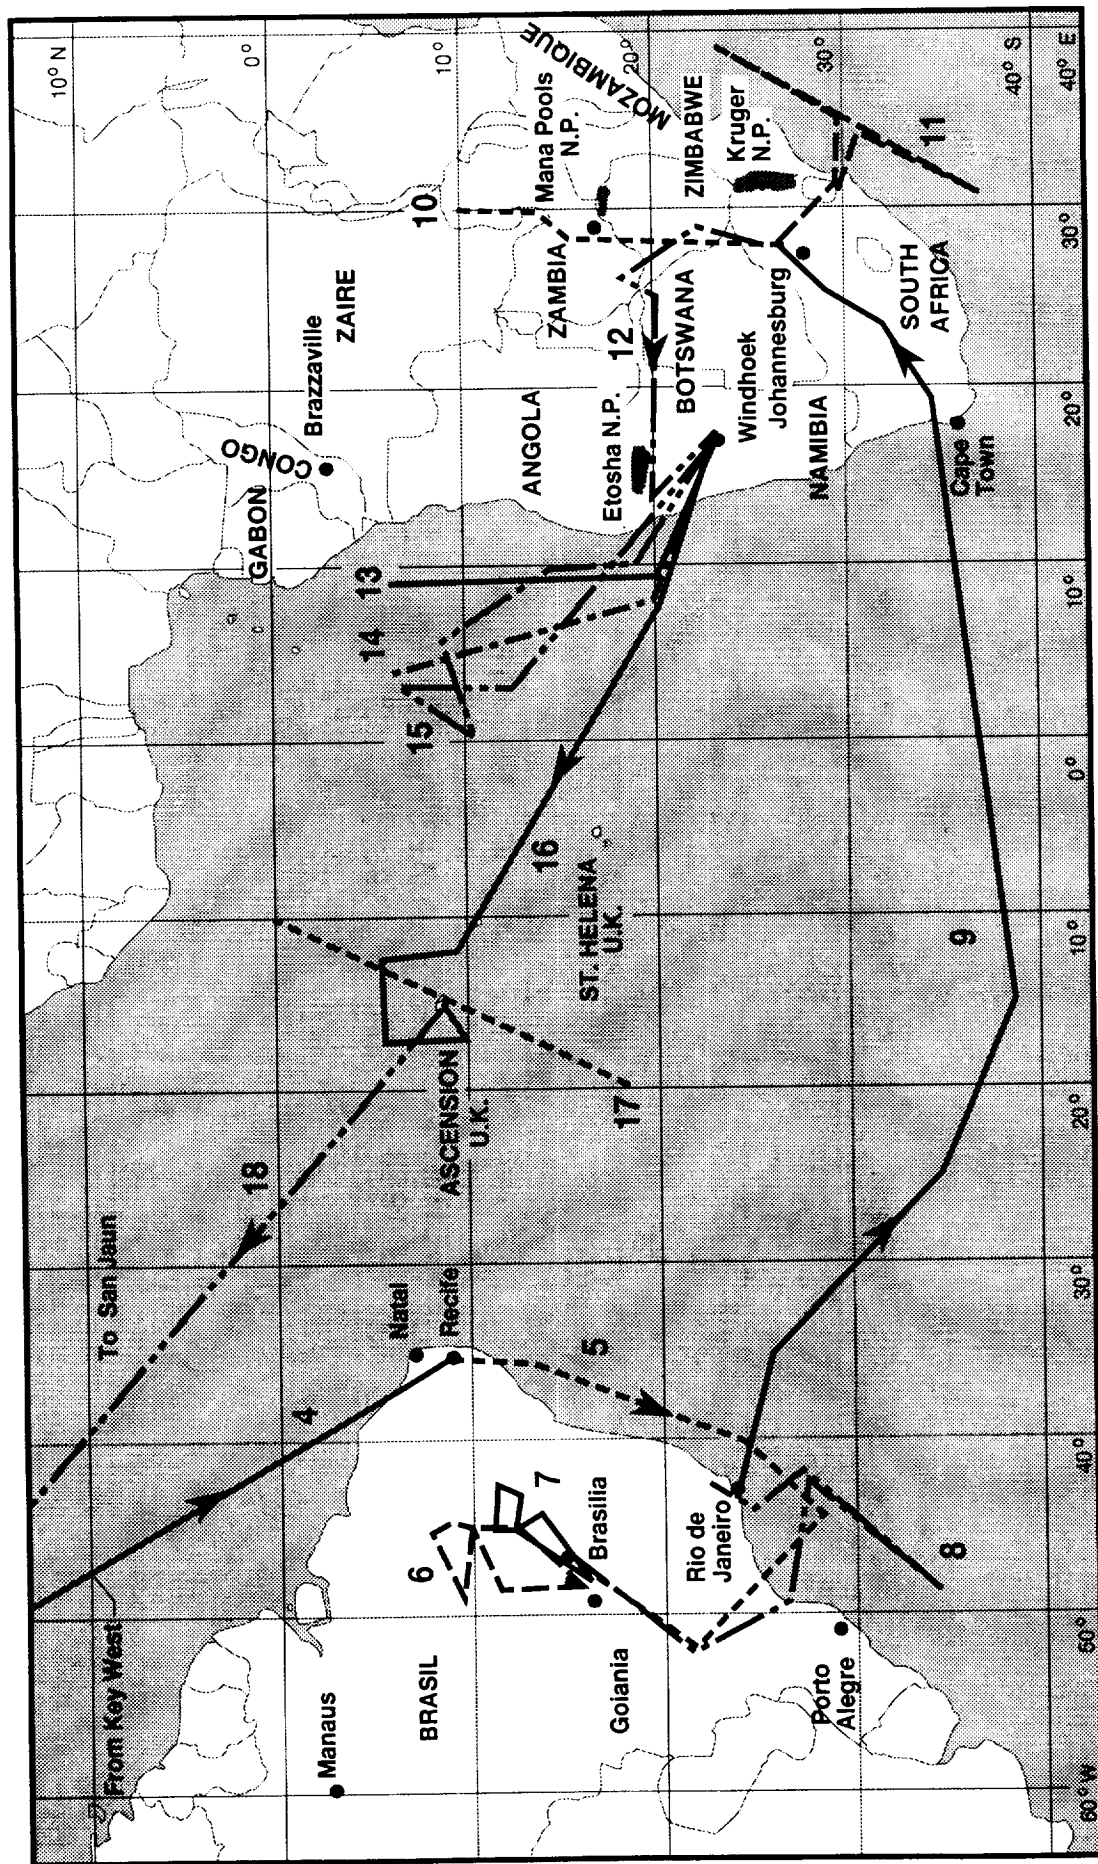 10° N
0°
10°
20°
30°
40° S
40° E
30°
20°
10°
0°
10°
20°
30°
40°
50°
60° W
From Key West
To San Jaun
Manaus
BRASIL
Goiania
Brasilia
Rio de
Janeiro
Porto
Alegre
Natal
Recife
ASCENSION
U.K.
ST. HELENA
U.K.
GABON
CONGO
Brazzaville
ZAIRE
ANGOLA
Etosha N.P.
ZAMBIA
BOTSWANA
Windhoek
Johannesburg
NAMIBIA
Cape
Town
SOUTH
AFRICA
Mana Pools
N.P.
MOZAMBIQUE
ZIMBABWE
Kruger
N.P.
4
5
6
7
8
9
10
11
12
13
14
15
16
17
18